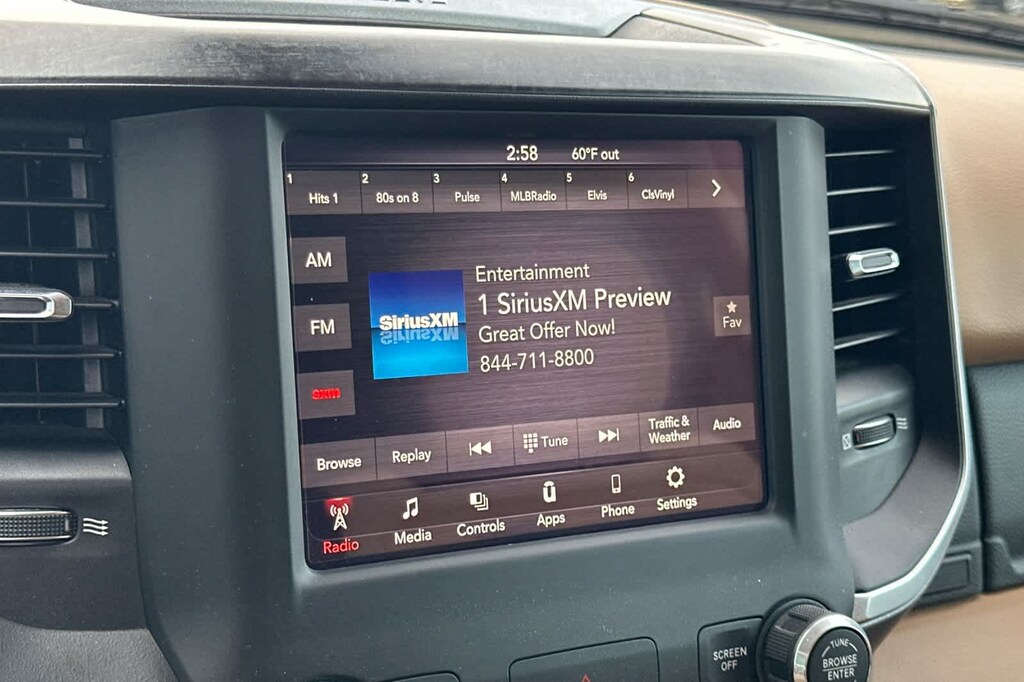 2:58 60°F out
1 Hits 1 2 80s on 8 3 Pulse 4 MLBRadio 5 Elvis 6 ClsVinyl
AM
FM
sxm
SiriusXM
Entertainment
1 SiriusXM Preview
Great Offer Now!
844-711-8800
Fav
Browse Replay Tune Traffic & Weather Audio
Radio Media Controls Apps Phone Settings
SCREEN
OFF
TUNE
BROWSE
ENTER